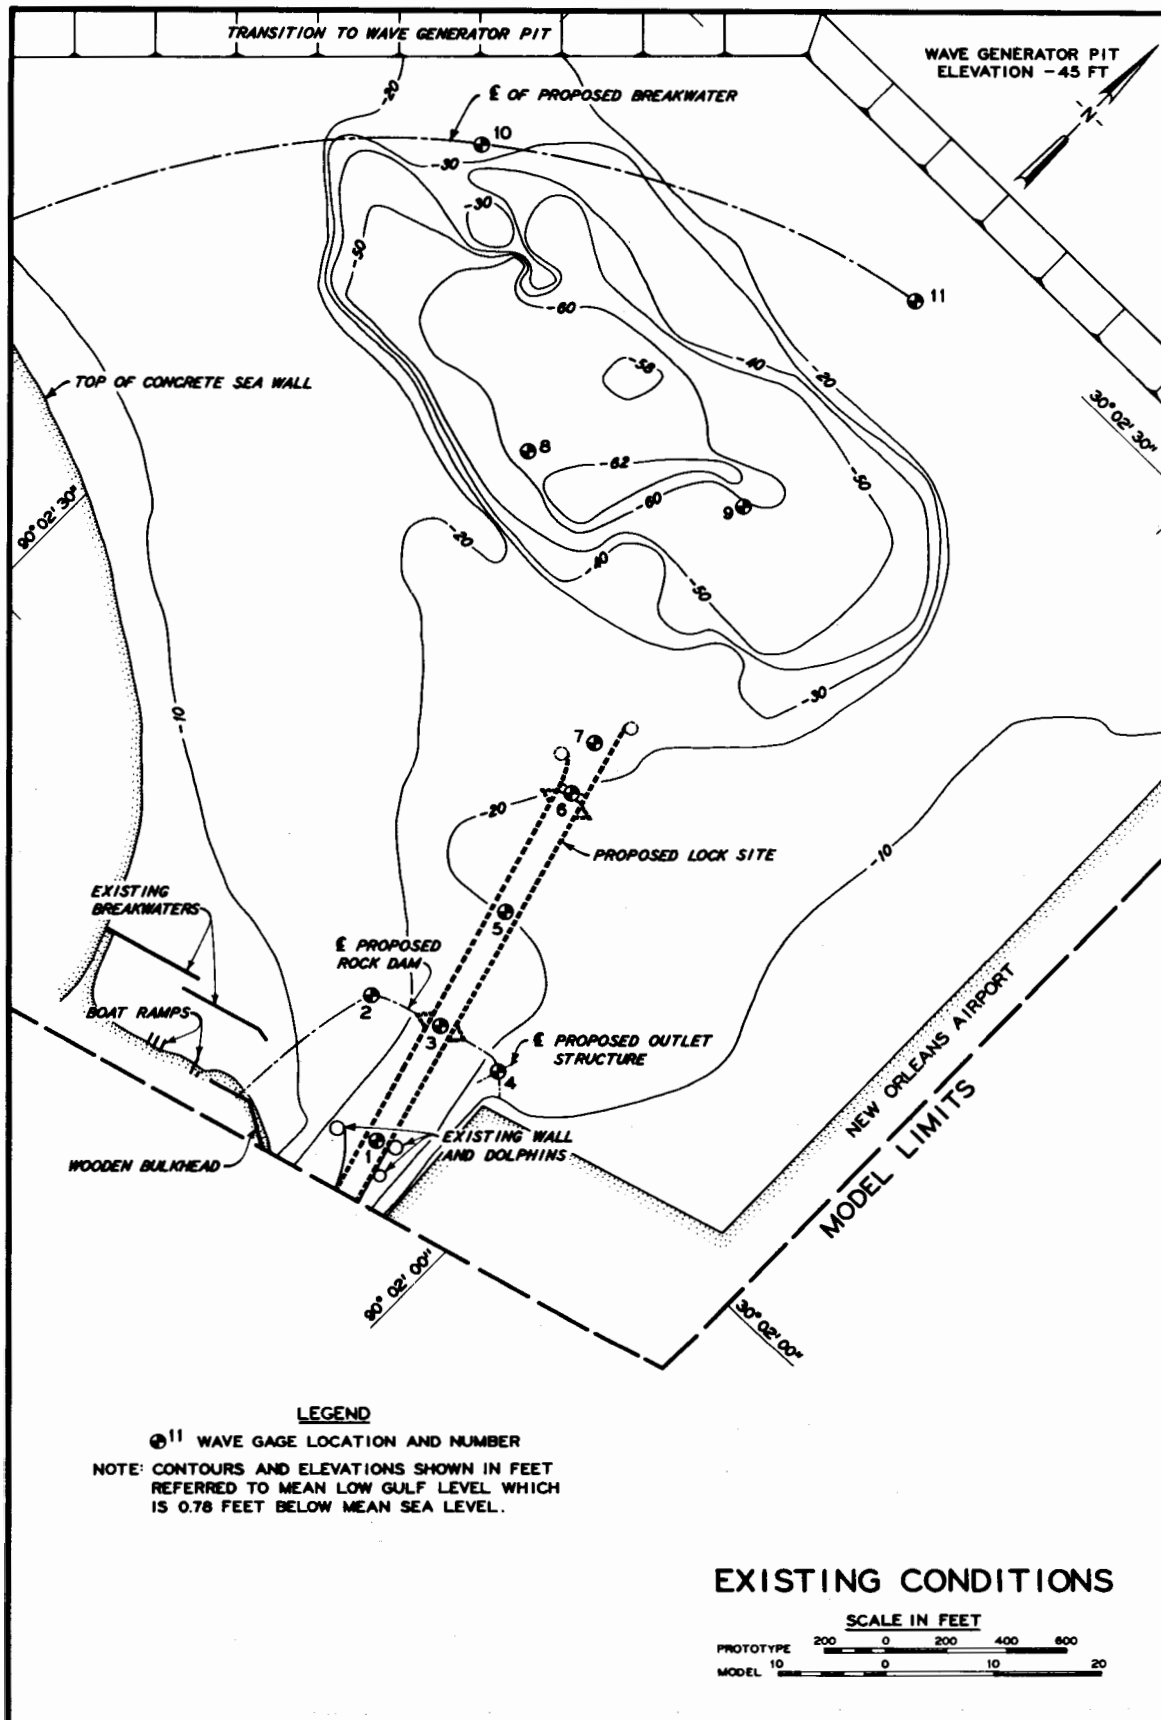 TRANSITION TO WAVE GENERATOR PIT
WAVE GENERATOR PIT
ELEVATION -45 FT
-N-
-20
℄ OF PROPOSED BREAKWATER
10
-30
-30
-50
-60
11
-58
-40
-20
TOP OF CONCRETE SEA WALL
30° 02' 30"
8
-62
-50
-60
9
90° 02' 30"
-20
-40
-50
-30
-10
7
6
-20
PROPOSED LOCK SITE
-10
EXISTING
BREAKWATERS
5
℄ PROPOSED
ROCK DAM
2
BOAT RAMPS
3
℄ PROPOSED OUTLET
STRUCTURE
4
NEW ORLEANS AIRPORT
MODEL LIMITS
EXISTING WALL
AND DOLPHINS
1
WOODEN BULKHEAD
90° 02' 00"
30° 02' 00"
LEGEND
11 WAVE GAGE LOCATION AND NUMBER
NOTE: CONTOURS AND ELEVATIONS SHOWN IN FEET
REFERRED TO MEAN LOW GULF LEVEL WHICH
IS 0.78 FEET BELOW MEAN SEA LEVEL.
EXISTING CONDITIONS
SCALE IN FEET
PROTOTYPE 200 0 200 400 600
MODEL 10 0 10 20